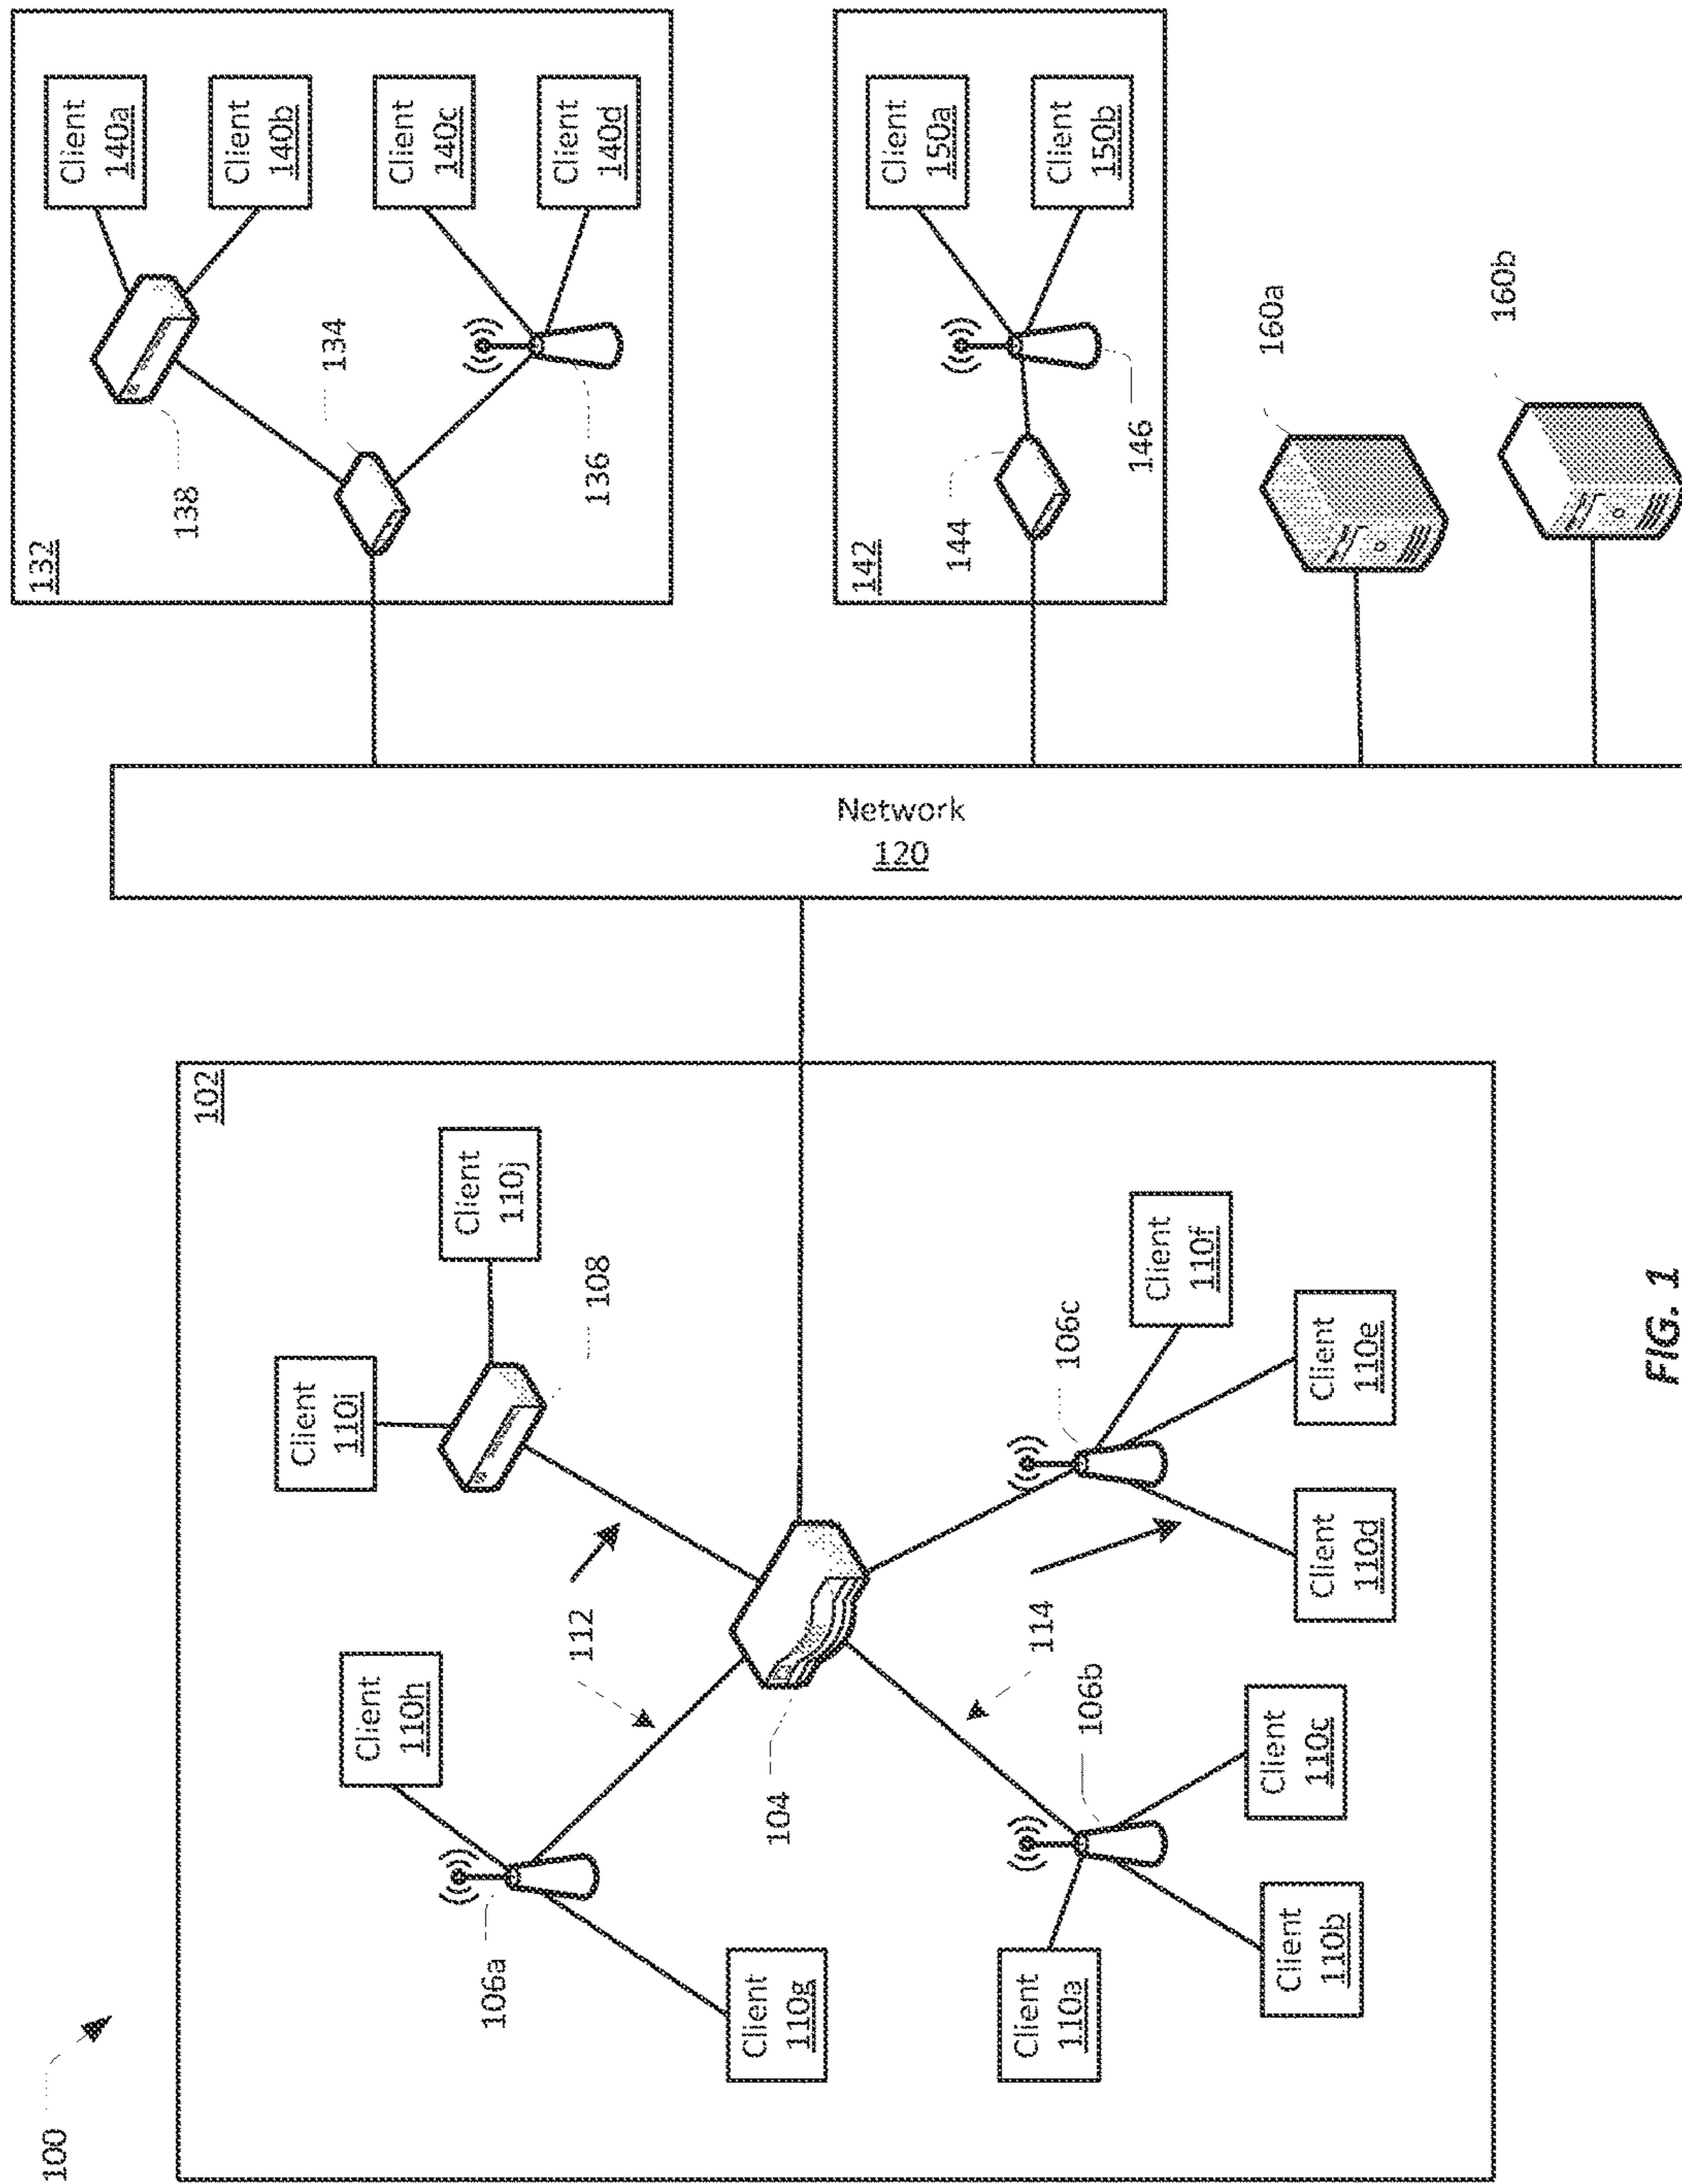 100
102
Client
110h
Client
110i
Client
110j
106a
112
108
Client
110g
104
106b
114
106c
Client
110a
Client
110b
Client
110c
Client
110d
Client
110e
Client
110f
Network
120
132
138
134
136
Client
140a
Client
140b
Client
140c
Client
140d
142
144
146
Client
150a
Client
150b
160a
160b
FIG. 1